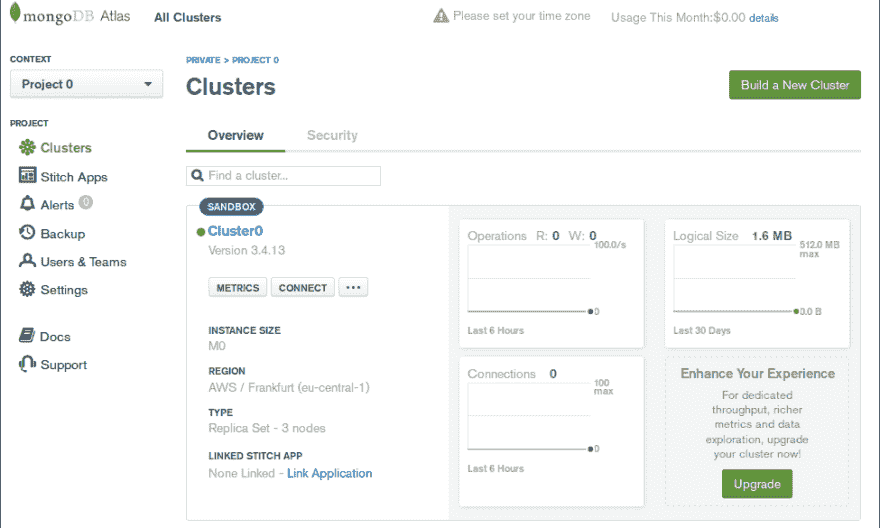 mongoDB Atlas
All Clusters
Please set your time zone
Usage This Month:$0.00 details
CONTEXT
Project 0
PROJECT
Clusters
Stitch Apps
Alerts 0
Backup
Users & Teams
Settings
Docs
Support
PRIVATE > PROJECT 0
Clusters
Build a New Cluster
Overview
Security
Find a cluster...
SANDBOX
Cluster0
Version 3.4.13
METRICS
CONNECT
...
INSTANCE SIZE
M0
REGION
AWS / Frankfurt (eu-central-1)
TYPE
Replica Set - 3 nodes
LINKED STITCH APP
None Linked - Link Application
Operations R: 0 W: 0
100.0/s
0
Last 6 Hours
Logical Size 1.6 MB
512.0 MB
max
0.0 B
Last 30 Days
Connections 0
100
max
0
Last 6 Hours
Enhance Your Experience
For dedicated
throughput, richer
metrics and data
exploration, upgrade
your cluster now!
Upgrade